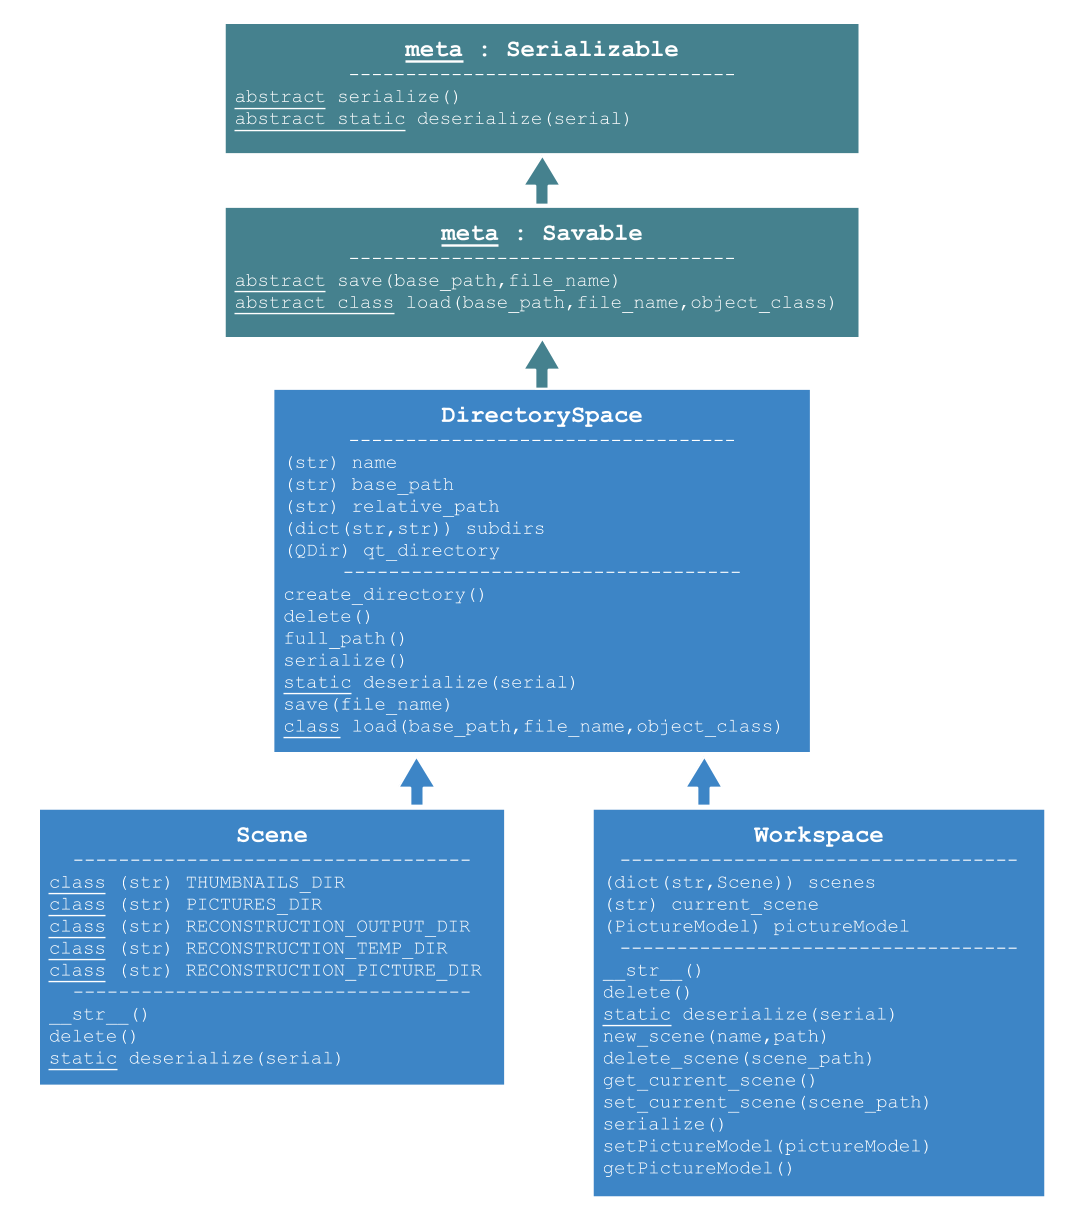 meta : Serializable
----------------------------------
abstract serialize()
abstract static deserialize(serial)
meta : Savable
----------------------------------
abstract save(base_path,file_name)
abstract class load(base_path,file_name,object_class)
DirectorySpace
----------------------------------
(str) name
(str) base_path
(str) relative_path
(dict(str,str)) subdirs
(QDir) qt_directory
-----------------------------------
create_directory()
delete()
full_path()
serialize()
static deserialize(serial)
save(file_name)
class load(base_path,file_name,object_class)
Scene
-----------------------------------
class (str) THUMBNAILS_DIR
class (str) PICTURES_DIR
class (str) RECONSTRUCTION_OUTPUT_DIR
class (str) RECONSTRUCTION_TEMP_DIR
class (str) RECONSTRUCTION_PICTURE_DIR
-----------------------------------
__str__()
delete()
static deserialize(serial)
Workspace
-----------------------------------
(dict(str,Scene)) scenes
(str) current_scene
(PictureModel) pictureModel
-----------------------------------
__str__()
delete()
static deserialize(serial)
new_scene(name,path)
delete_scene(scene_path)
get_current_scene()
set_current_scene(scene_path)
serialize()
setPictureModel(pictureModel)
getPictureModel()